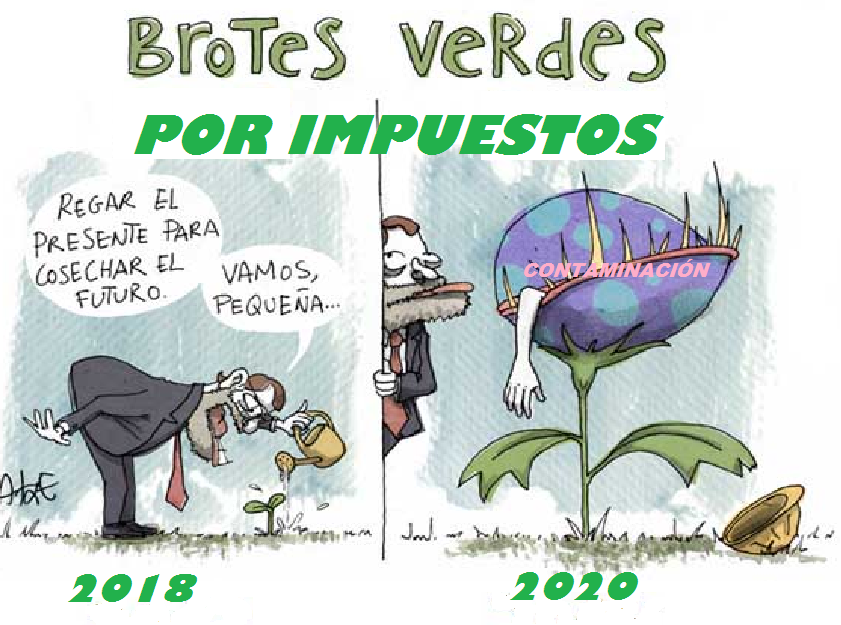 BROTES VERDES
POR IMPUESTOS
REGAR EL
PRESENTE PARA
COSECHAR EL
FUTURO.
VAMOS,
PEQUEÑA...
CONTAMINACIÓN
2018
2020